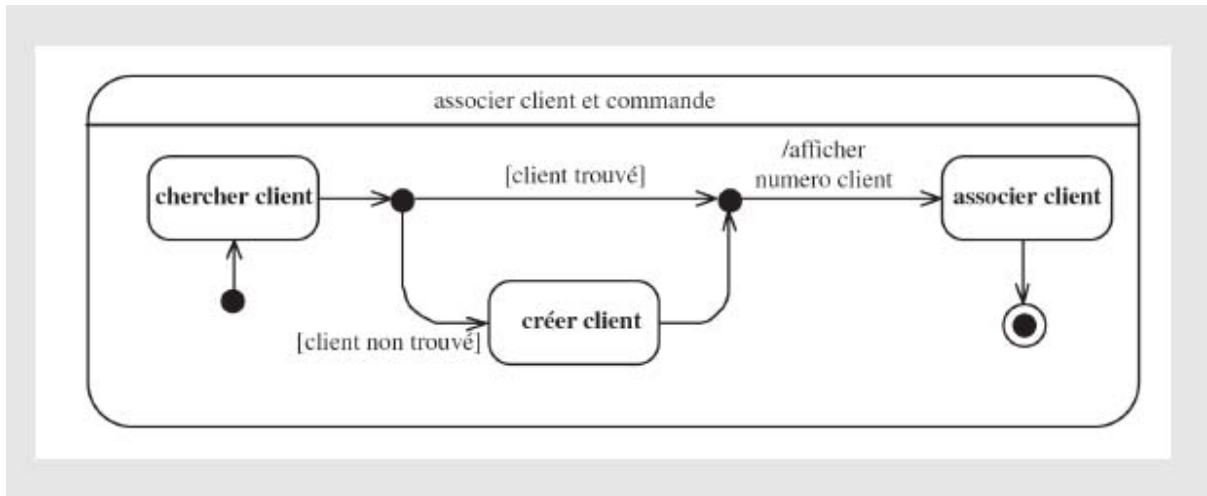 associer client et commande
chercher client
[client trouvé]
/afficher
numero client
associer client
créer client
[client non trouvé]